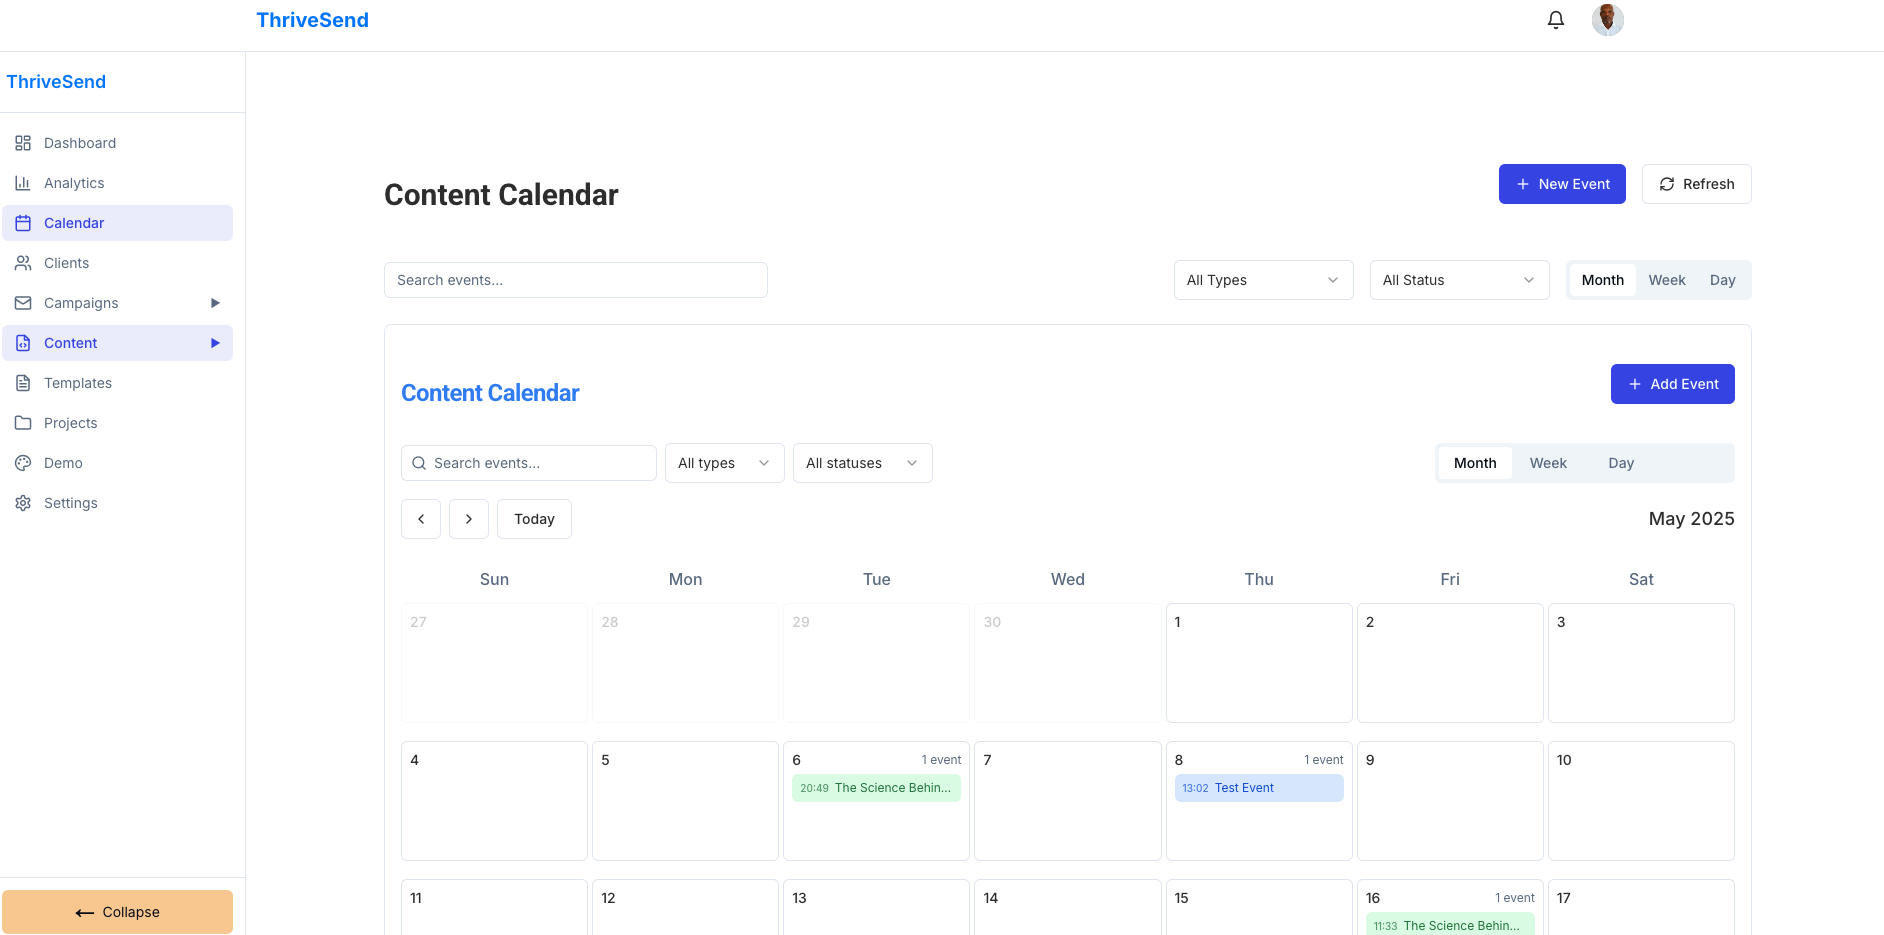 ThriveSend
ThriveSend
Dashboard
Analytics
Calendar
Clients
Campaigns
Content
Templates
Projects
Demo
Settings
Collapse
Content Calendar
New Event
Refresh
Search events...
All Types
All Status
Month Week Day
Content Calendar
Add Event
Search events...
All types
All statuses
Month Week Day
Today
May 2025
Sun Mon Tue Wed Thu Fri Sat
27 28 29 30 1 2 3
4 5 6 1 event 7 8 1 event 9 10
20:49 The Science Behin... 13:02 Test Event
11 12 13 14 15 16 1 event 17
11:33 The Science Behin...